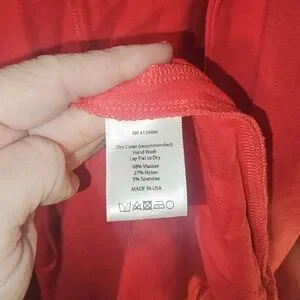 RN #139906
Dry Clean (recommended)
Hand Wash
Lay Flat to Dry
68% Viscose
27% Nylon
5% Spandex
MADE IN USA